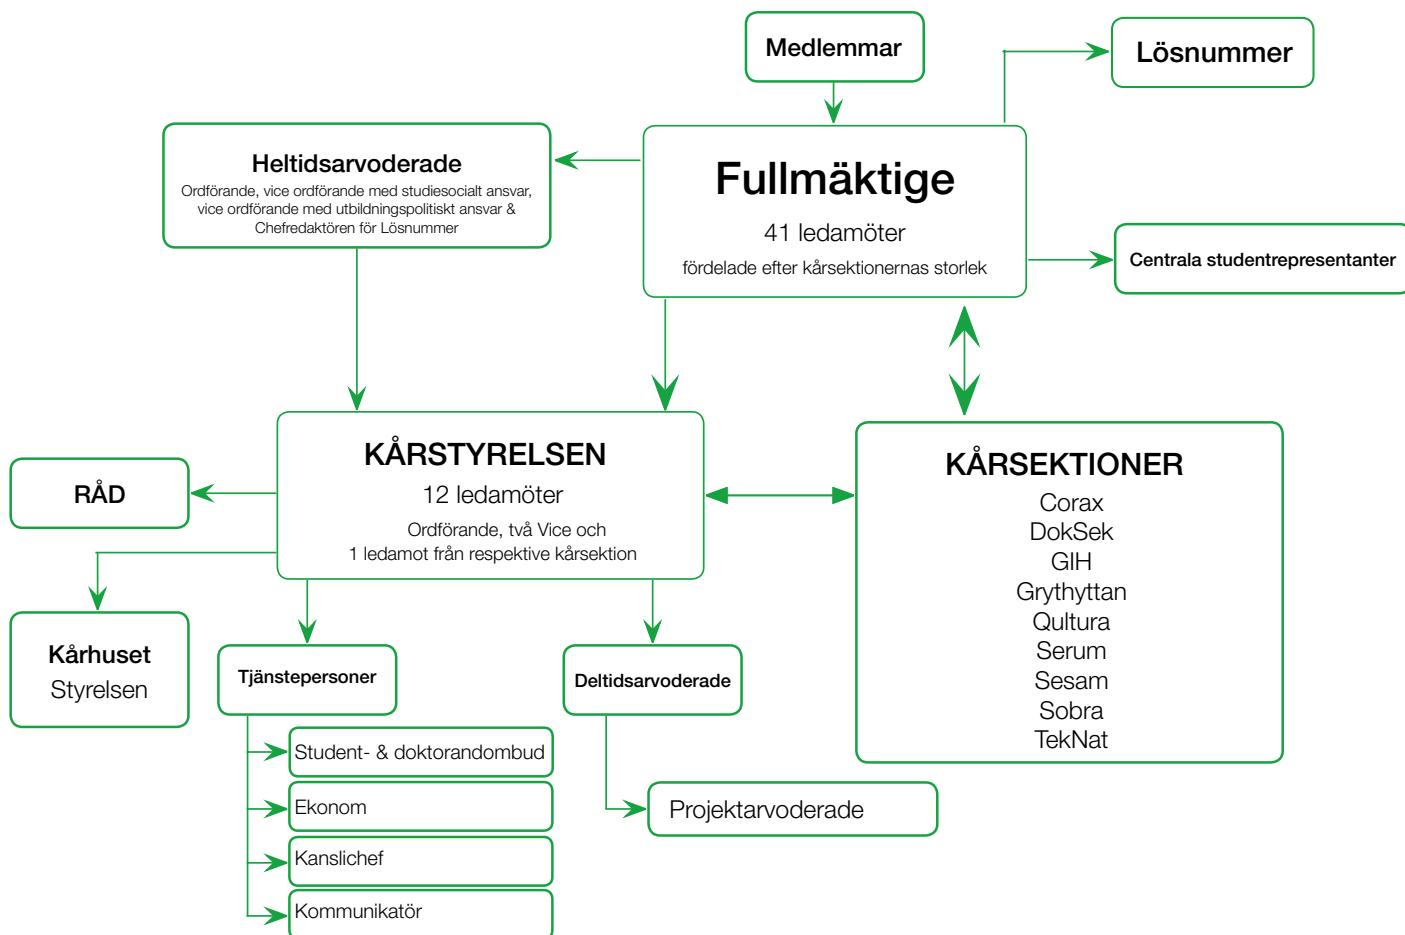 Medlemmar
Lösnummer
Heltidsarvoderade
Ordförande, vice ordförande med studiesocialt ansvar,
vice ordförande med utbildningspolitiskt ansvar &
Chefredaktören för Lösnummer
Fullmäktige
41 ledamöter
fördelade efter kårsektionernas storlek
Centrala studentrepresentanter
KÅRSTYRELSEN
12 ledamöter
Ordförande, två Vice och
1 ledamot från respektive kårsektion
KÅRSEKTIONER
Corax
DokSek
GIH
Grythyttan
Qultura
Serum
Sesam
Sobra
TekNat
RÅD
Kårhuset
Styrelsen
Tjänstepersoner
Deltidsarvoderade
Student- & doktorandombud
Ekonom
Kanslichef
Kommunikatör
Projektarvoderade